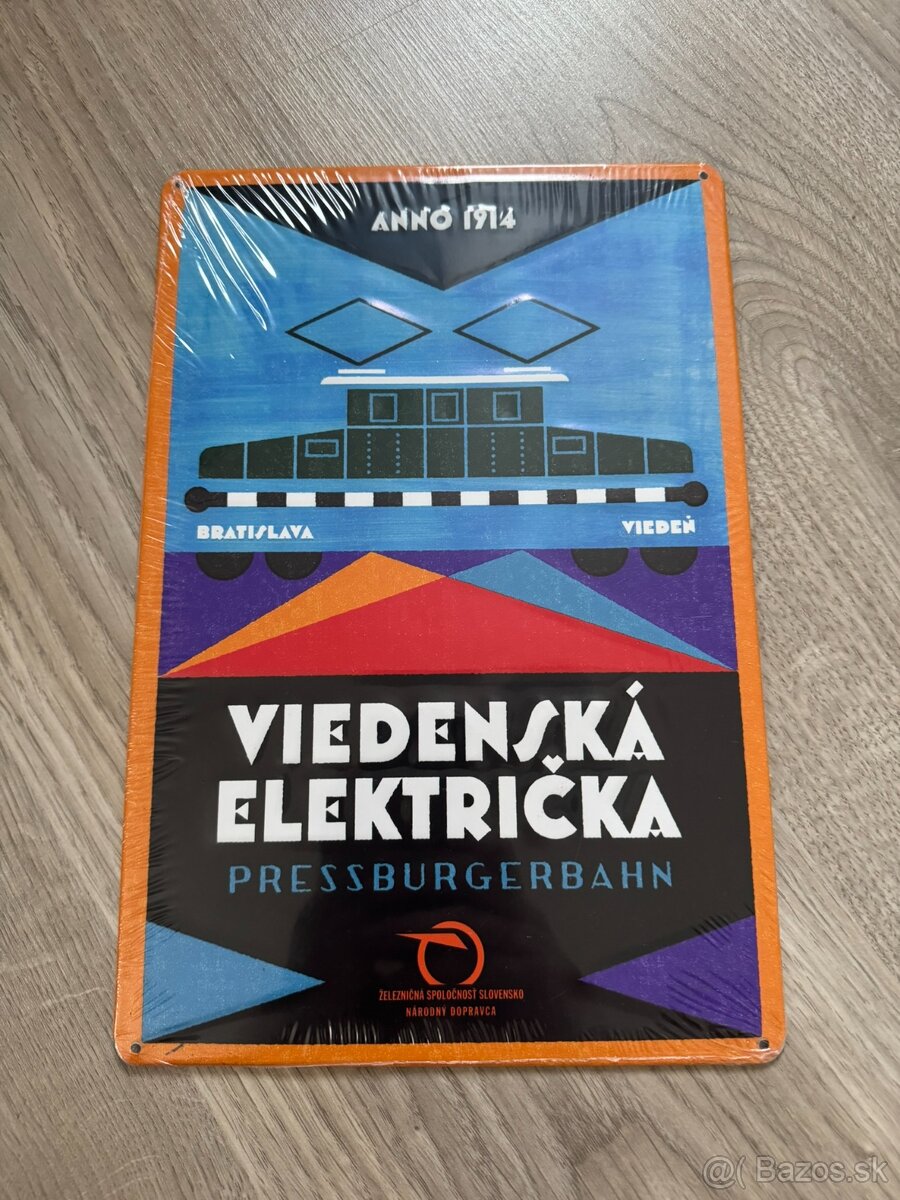 ANNO 1914
BRATISLAVA
VIEDEŇ
VIEDENSKÁ
ELEKTRIČKA
PRESSBURGERBAHN
ŽELEZNIČNÁ SPOLOČNOSŤ SLOVENSKO
NÁRODNÝ DOPRAVCA
@( Bazos.sk